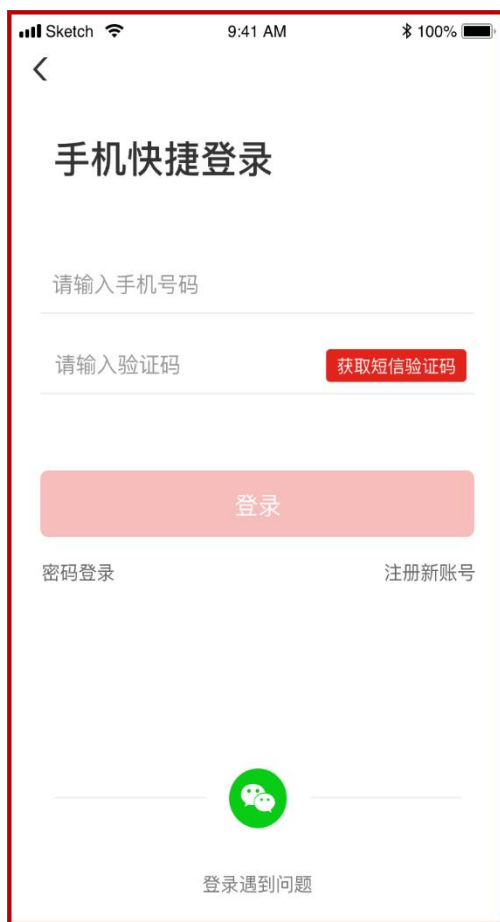 Sketch 9:41 AM 100%
手机快捷登录
请输入手机号码
请输入验证码 获取短信验证码
登录
密码登录 注册新账号
登录遇到问题